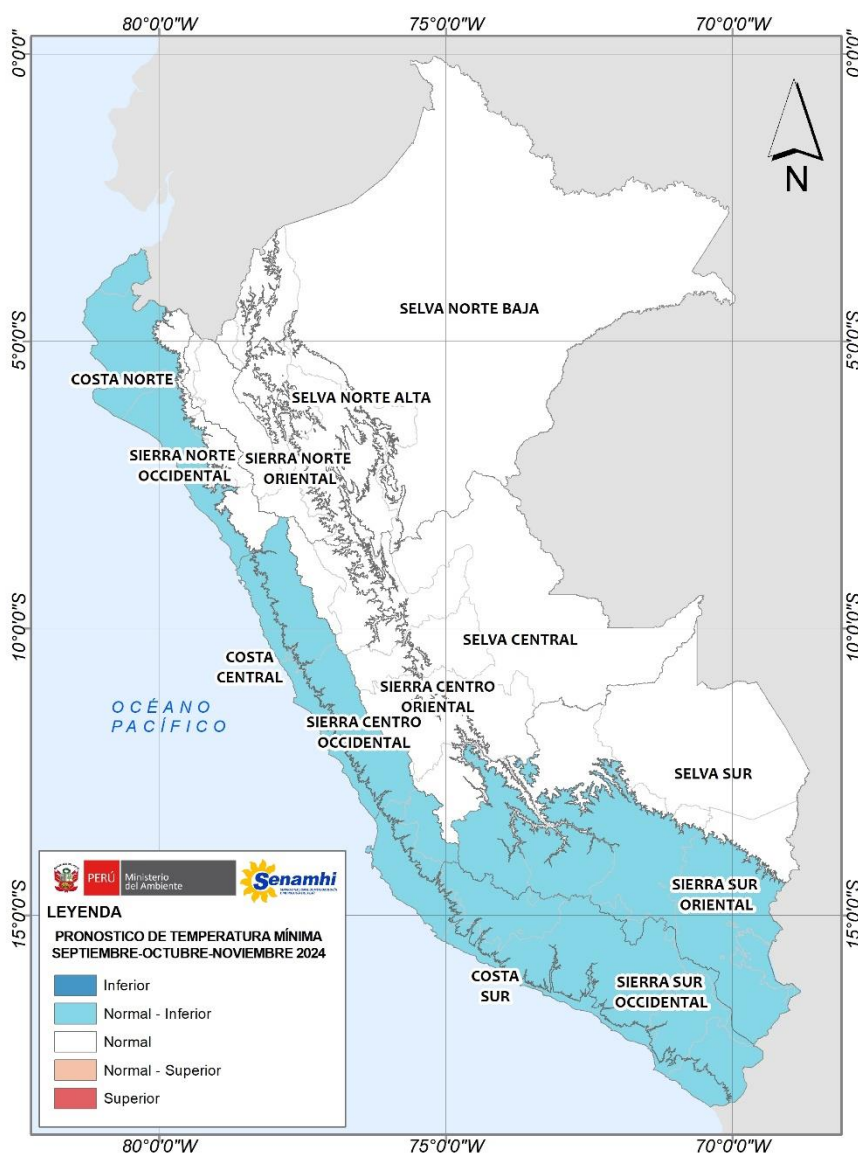 80°0'0"W 75°0'0"W 70°0'0"W
0°0'0" 0°0'0"
N
SELVA NORTE BAJA
5°0'0"S 5°0'0"S
COSTA NORTE
SELVA NORTE ALTA
SIERRA NORTE
OCCIDENTAL
SIERRA NORTE
ORIENTAL
10°0'0"S 10°0'0"S
SELVA CENTRAL
COSTA
CENTRAL
SIERRA CENTRO
ORIENTAL
OCÉANO
PACÍFICO
SIERRA CENTRO
OCCIDENTAL
SELVA SUR
SIERRA SUR
ORIENTAL
15°0'0"S 15°0'0"S
COSTA
SUR
SIERRA SUR
OCCIDENTAL
PERÚ
Ministerio
del Ambiente
Senamhi
LEYENDA
PRONOSTICO DE TEMPERATURA MÍNIMA
SEPTIEMBRE-OCTUBRE-NOVIEMBRE 2024
Inferior
Normal - Inferior
Normal
Normal - Superior
Superior
80°0'0"W 75°0'0"W 70°0'0"W